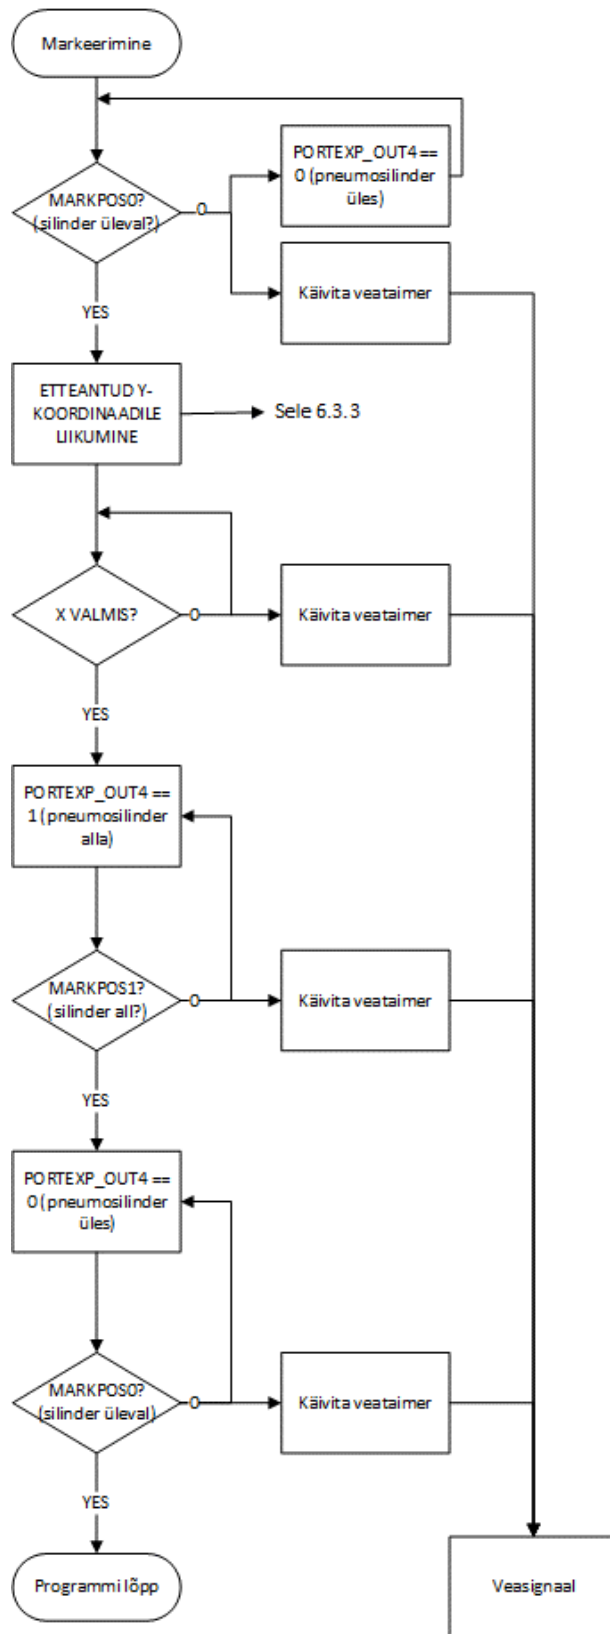 Markeerimine
PORTEXP_OUT4 ==
0 (pneumosilinder
üles)
MARKPOS0?
(silinder üleval?)
0
Käivita veataimer
YES
ETTEANTUD Y-
KOORDINAADILE
LIIKUMINE
Sele 6.3.3
X VALMIS?
0
Käivita veataimer
YES
PORTEXP_OUT4 ==
1 (pneumosilinder
alla)
MARKPOS1?
(silinder all?)
0
Käivita veataimer
YES
PORTEXP_OUT4 ==
0 (pneumosilinder
üles)
MARKPOS0?
(silinder üleval)
0
Käivita veataimer
YES
Programmi lõpp
Veasignaal